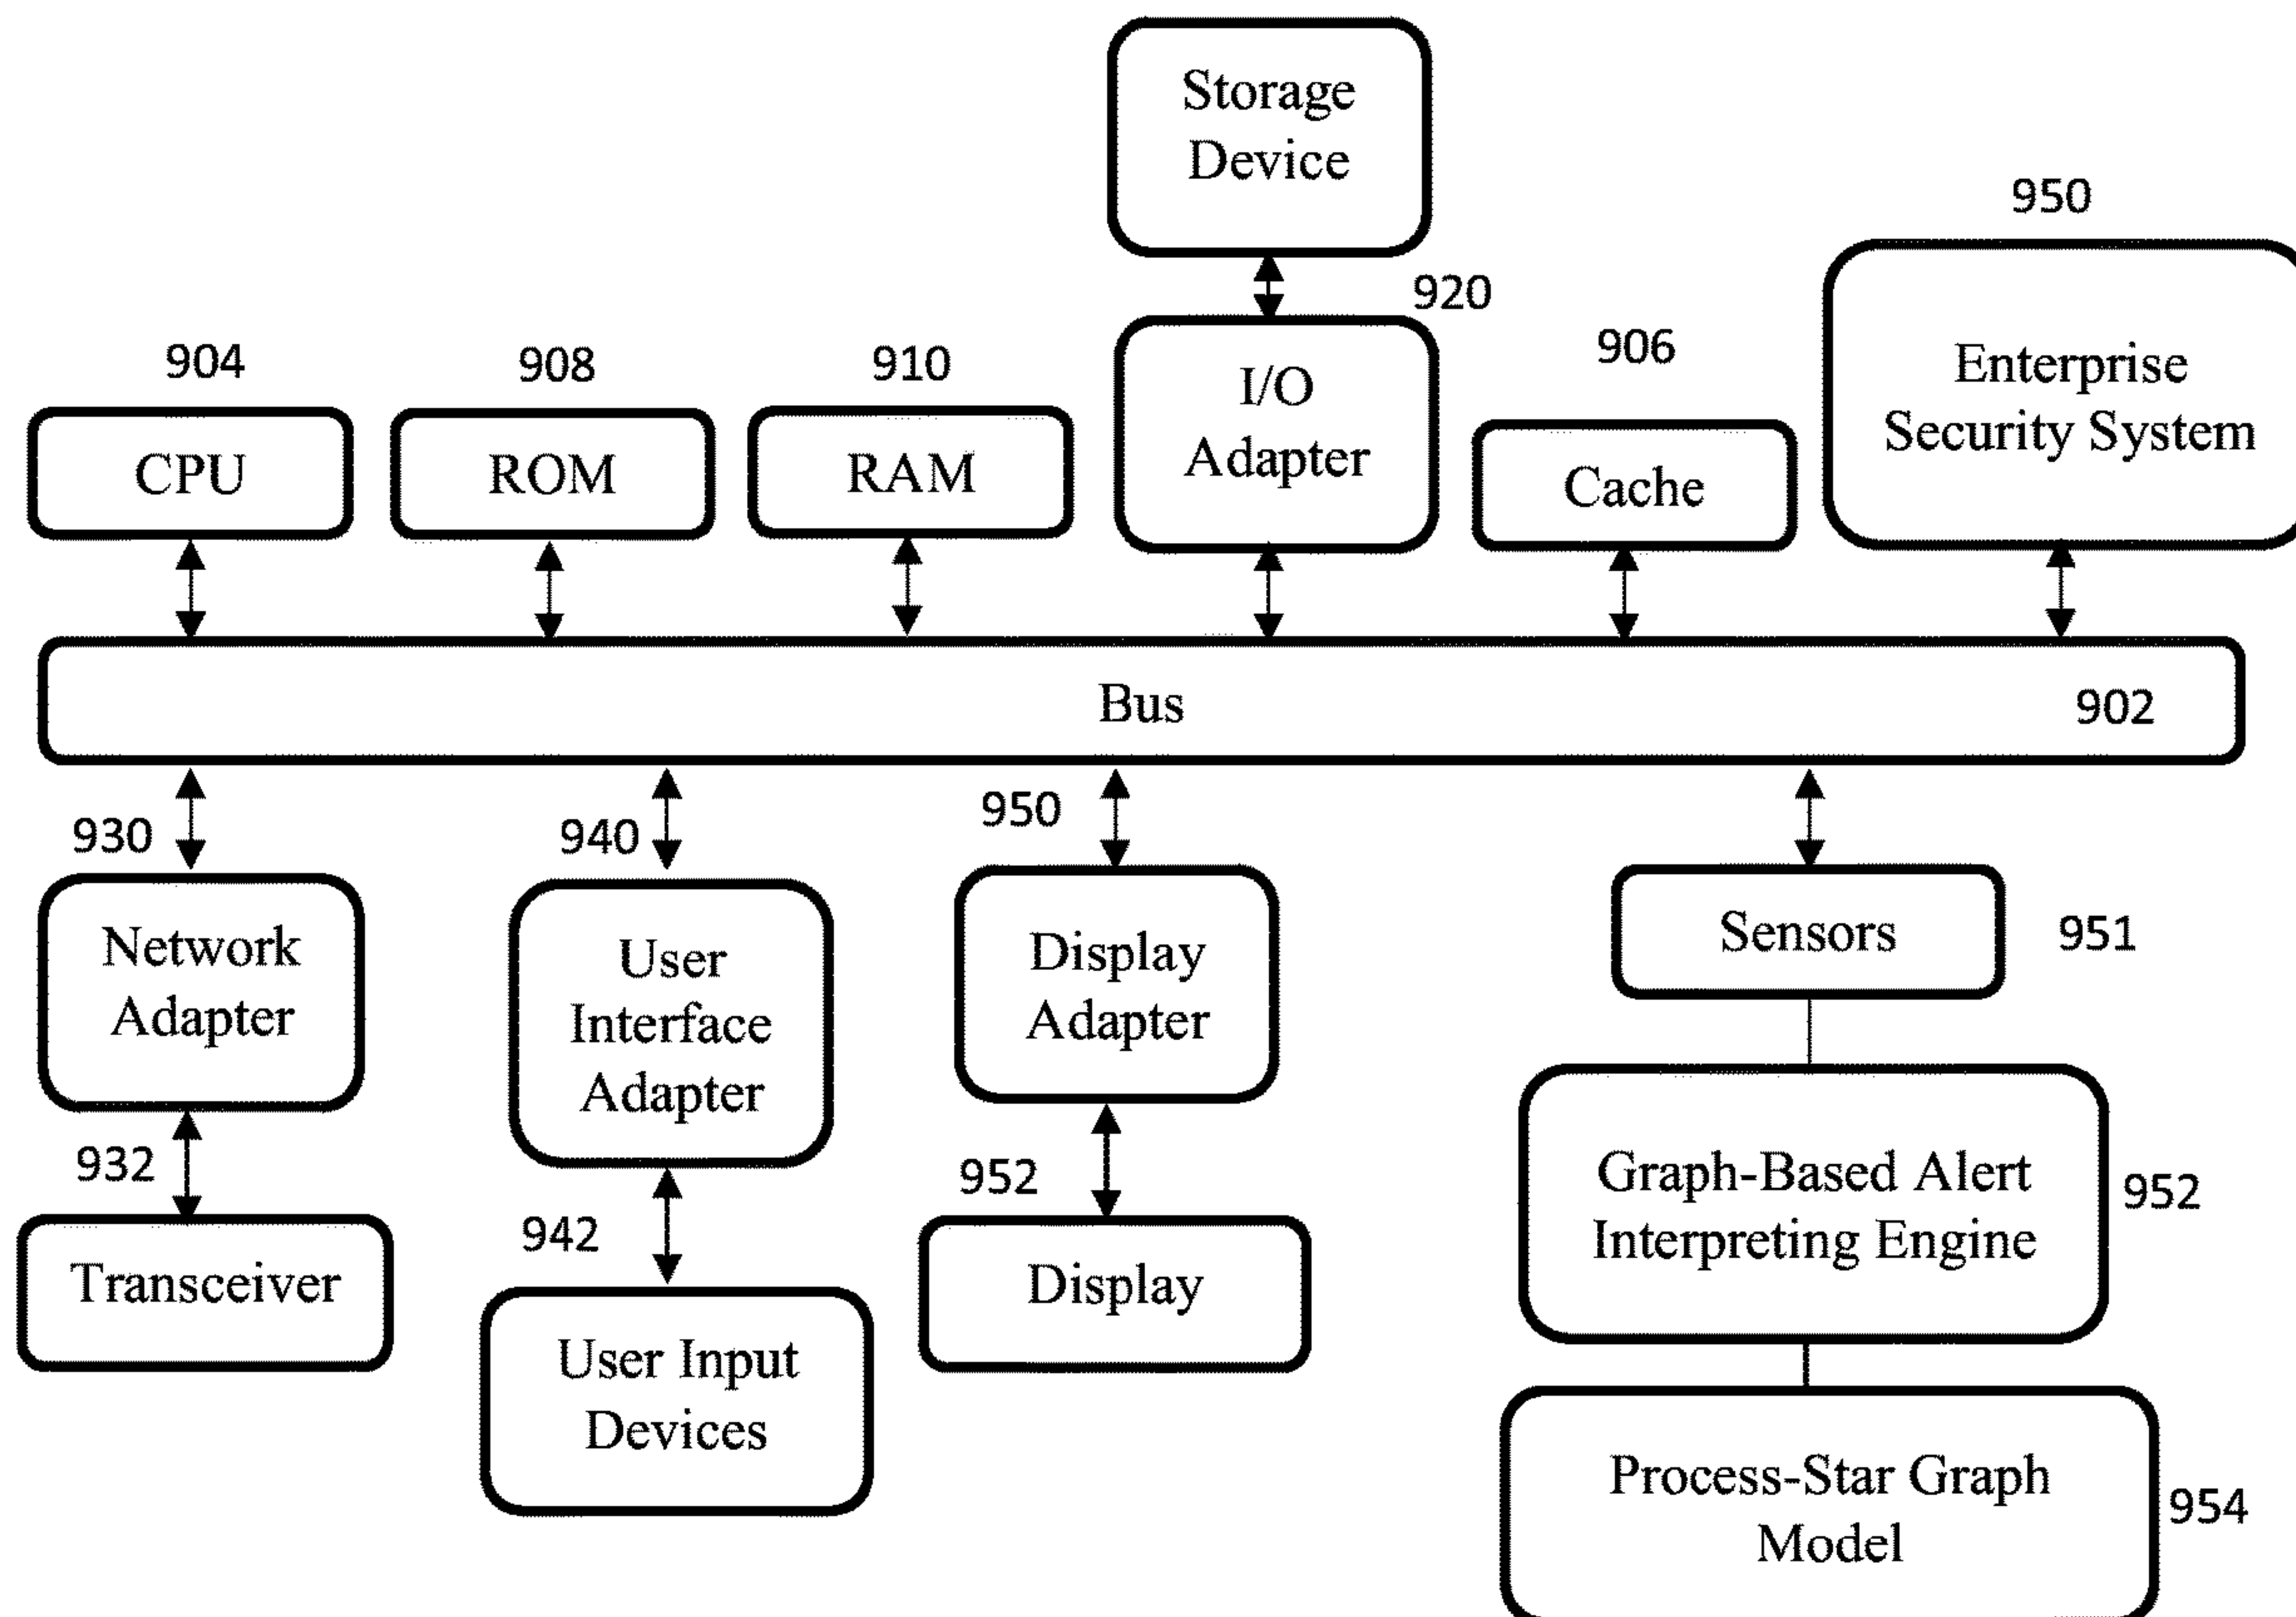 Storage
Device
950
920
904
908
910
906
I/O
Adapter
Enterprise
Security System
CPU
ROM
RAM
Cache
Bus
902
930
940
950
Network
Adapter
User
Interface
Adapter
Display
Adapter
Sensors
951
932
942
952
Transceiver
User Input
Devices
Display
Graph-Based Alert
Interpreting Engine
952
Process-Star Graph
Model
954